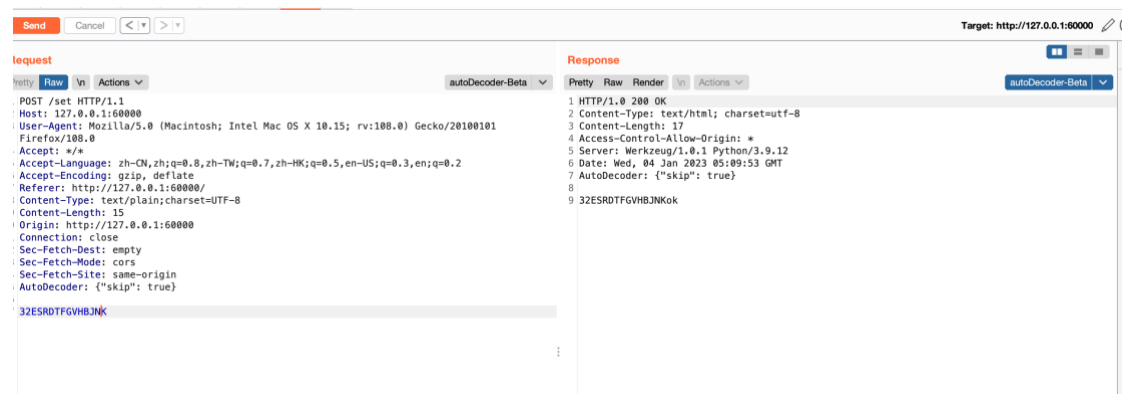 Send Cancel < > Target: http://127.0.0.1:60000
Request
Pretty Raw \n Actions autoDecoder-Beta
POST /set HTTP/1.1
Host: 127.0.0.1:60000
User-Agent: Mozilla/5.0 (Macintosh; Intel Mac OS X 10.15; rv:108.0) Gecko/20100101
Firefox/108.0
Accept: */*
Accept-Language: zh-CN,zh;q=0.8,zh-TW;q=0.7,zh-HK;q=0.5,en-US;q=0.3,en;q=0.2
Accept-Encoding: gzip, deflate
Referer: http://127.0.0.1:60000/
Content-Type: text/plain;charset=UTF-8
Content-Length: 15
Origin: http://127.0.0.1:60000
Connection: close
Sec-Fetch-Dest: empty
Sec-Fetch-Mode: cors
Sec-Fetch-Site: same-origin
AutoDecoder: {"skip": true}
32ESRDTFGVHBJNK
Response
Pretty Raw Render \n Actions autoDecoder-Beta
1 HTTP/1.0 200 OK
2 Content-Type: text/html; charset=utf-8
3 Content-Length: 17
4 Access-Control-Allow-Origin: *
5 Server: Werkzeug/1.0.1 Python/3.9.12
6 Date: Wed, 04 Jan 2023 05:09:53 GMT
7 AutoDecoder: {"skip": true}
8
9 32ESRDTFGVHBJNKok